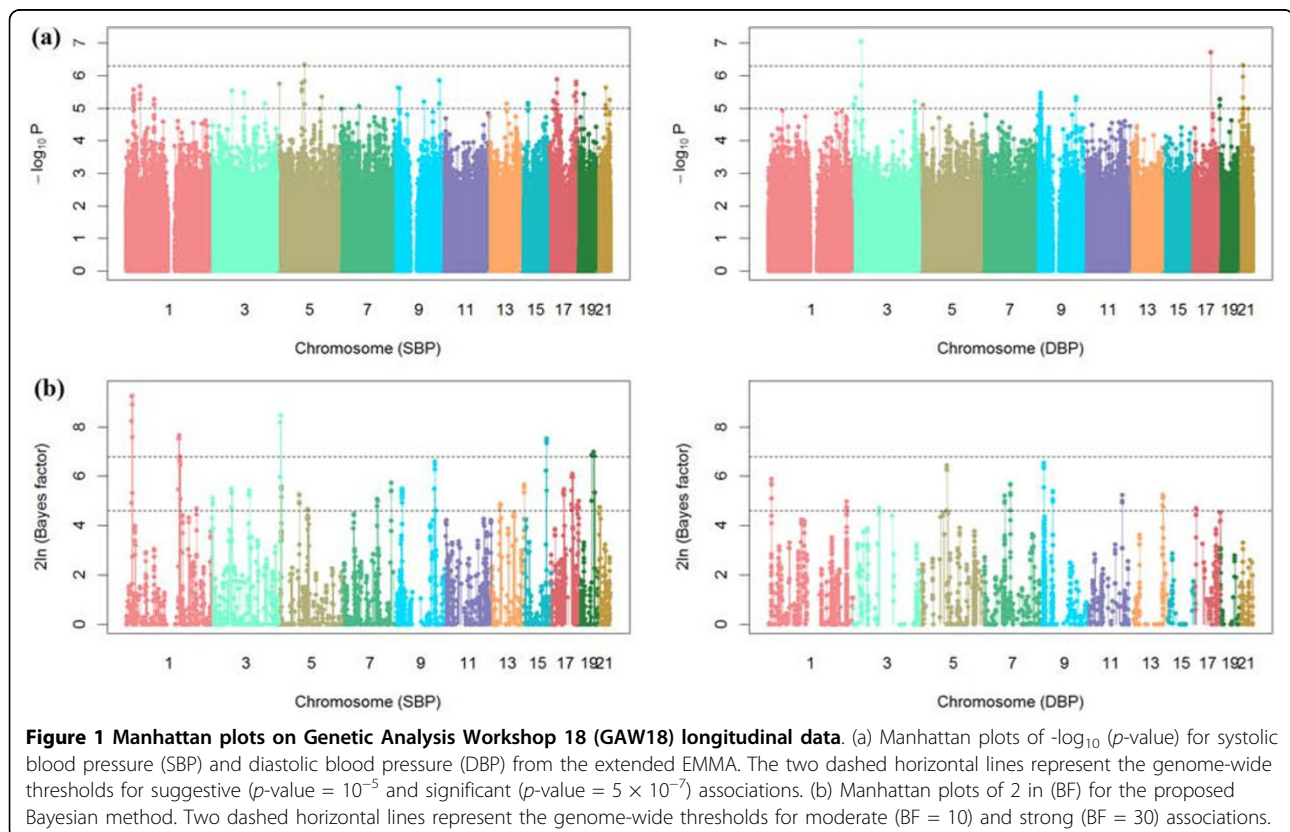 (a)
7
6
5
4
3
2
1
0
− log₁₀ P
1 3 5 7 9 11 13 15 17 19 21
Chromosome (SBP)
7
6
5
4
3
2
1
0
− log₁₀ P
1 3 5 7 9 11 13 15 17 19 21
Chromosome (DBP)
(b)
8
6
4
2
0
2ln (Bayes factor)
1 3 5 7 9 11 13 15 17 19 21
Chromosome (SBP)
8
6
4
2
0
2ln (Bayes factor)
1 3 5 7 9 11 13 15 17 19 21
Chromosome (DBP)
Figure 1 Manhattan plots on Genetic Analysis Workshop 18 (GAW18) longitudinal data. (a) Manhattan plots of -log₁₀ (p-value) for systolic
blood pressure (SBP) and diastolic blood pressure (DBP) from the extended EMMA. The two dashed horizontal lines represent the genome-wide
thresholds for suggestive (p-value = 10⁻⁵ and significant (p-value = 5 × 10⁻⁷) associations. (b) Manhattan plots of 2 in (BF) for the proposed
Bayesian method. Two dashed horizontal lines represent the genome-wide thresholds for moderate (BF = 10) and strong (BF = 30) associations.